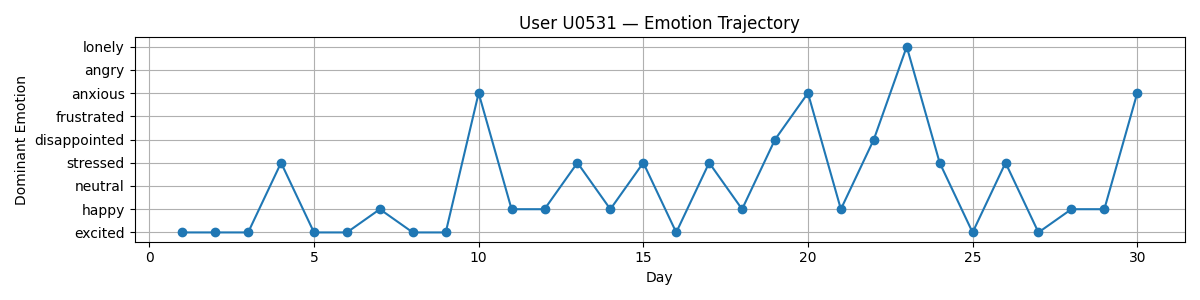 User U0531 — Emotion Trajectory
Dominant Emotion
lonely
angry
anxious
frustrated
disappointed
stressed
neutral
happy
excited
0 5 10 15 20 25 30
Day